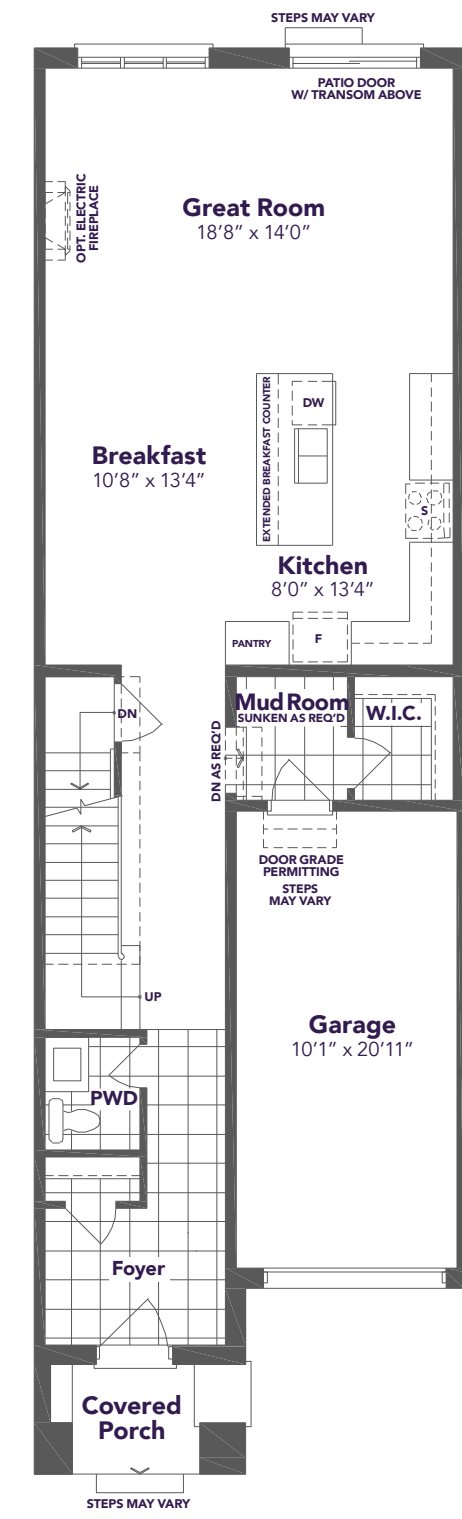 STEPS MAY VARY
PATIO DOOR
W/ TRANSOM ABOVE
OPT. ELECTRIC
FIREPLACE
Great Room
18'8" x 14'0"
EXTENDED BREAKFAST COUNTER
DW
Breakfast
10'8" x 13'4"
S
Kitchen
8'0" x 13'4"
PANTRY
F
DN
DN AS REQ'D
Mud Room
SUNKEN AS REQ'D
W.I.C.
DOOR GRADE
PERMITTING
STEPS
MAY VARY
UP
Garage
10'1" x 20'11"
PWD
Foyer
Covered
Porch
STEPS MAY VARY